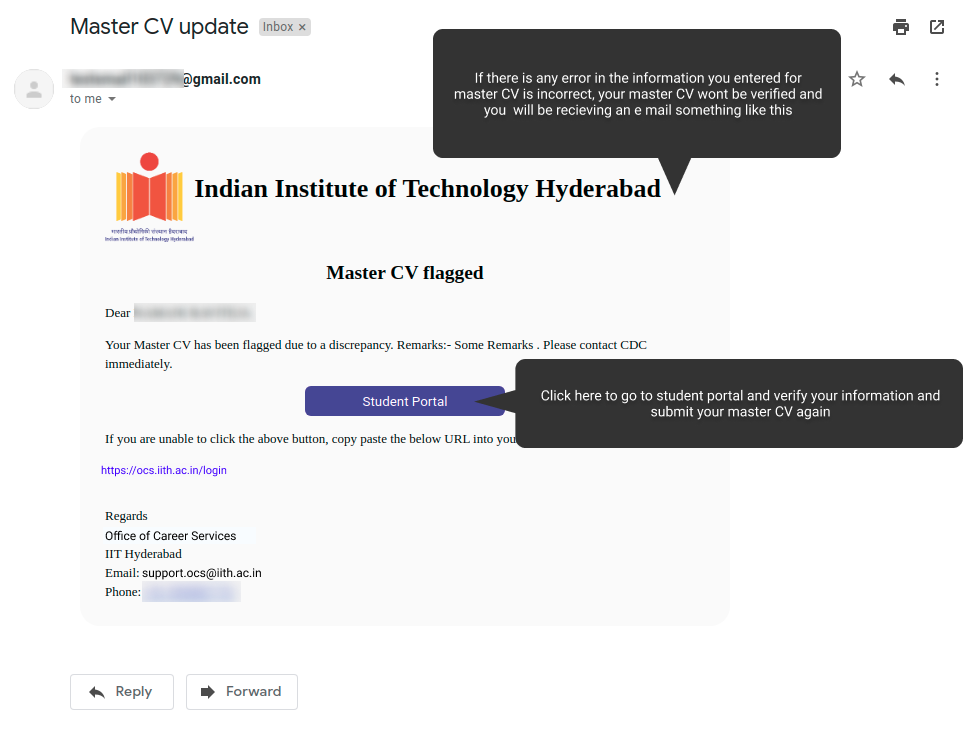 Master CV update
Inbox ×
@gmail.com
to me
If there is any error in the information you entered for
master CV is incorrect, your master CV wont be verified and
you will be recieving an e mail something like this
Indian Institute of Technology Hyderabad
भारतीय प्रौद्योगिकी संस्थान हैदराबाद
Indian Institute of Technology Hyderabad
Master CV flagged
Dear
Your Master CV has been flagged due to a discrepancy. Remarks:- Some Remarks . Please contact CDC
immediately.
Student Portal
Click here to go to student portal and verify your information and
submit your master CV again
If you are unable to click the above button, copy paste the below URL into you
https://ocs.iith.ac.in/login
Regards
Office of Career Services
IIT Hyderabad
Email: support.ocs@iith.ac.in
Phone:
Reply
Forward